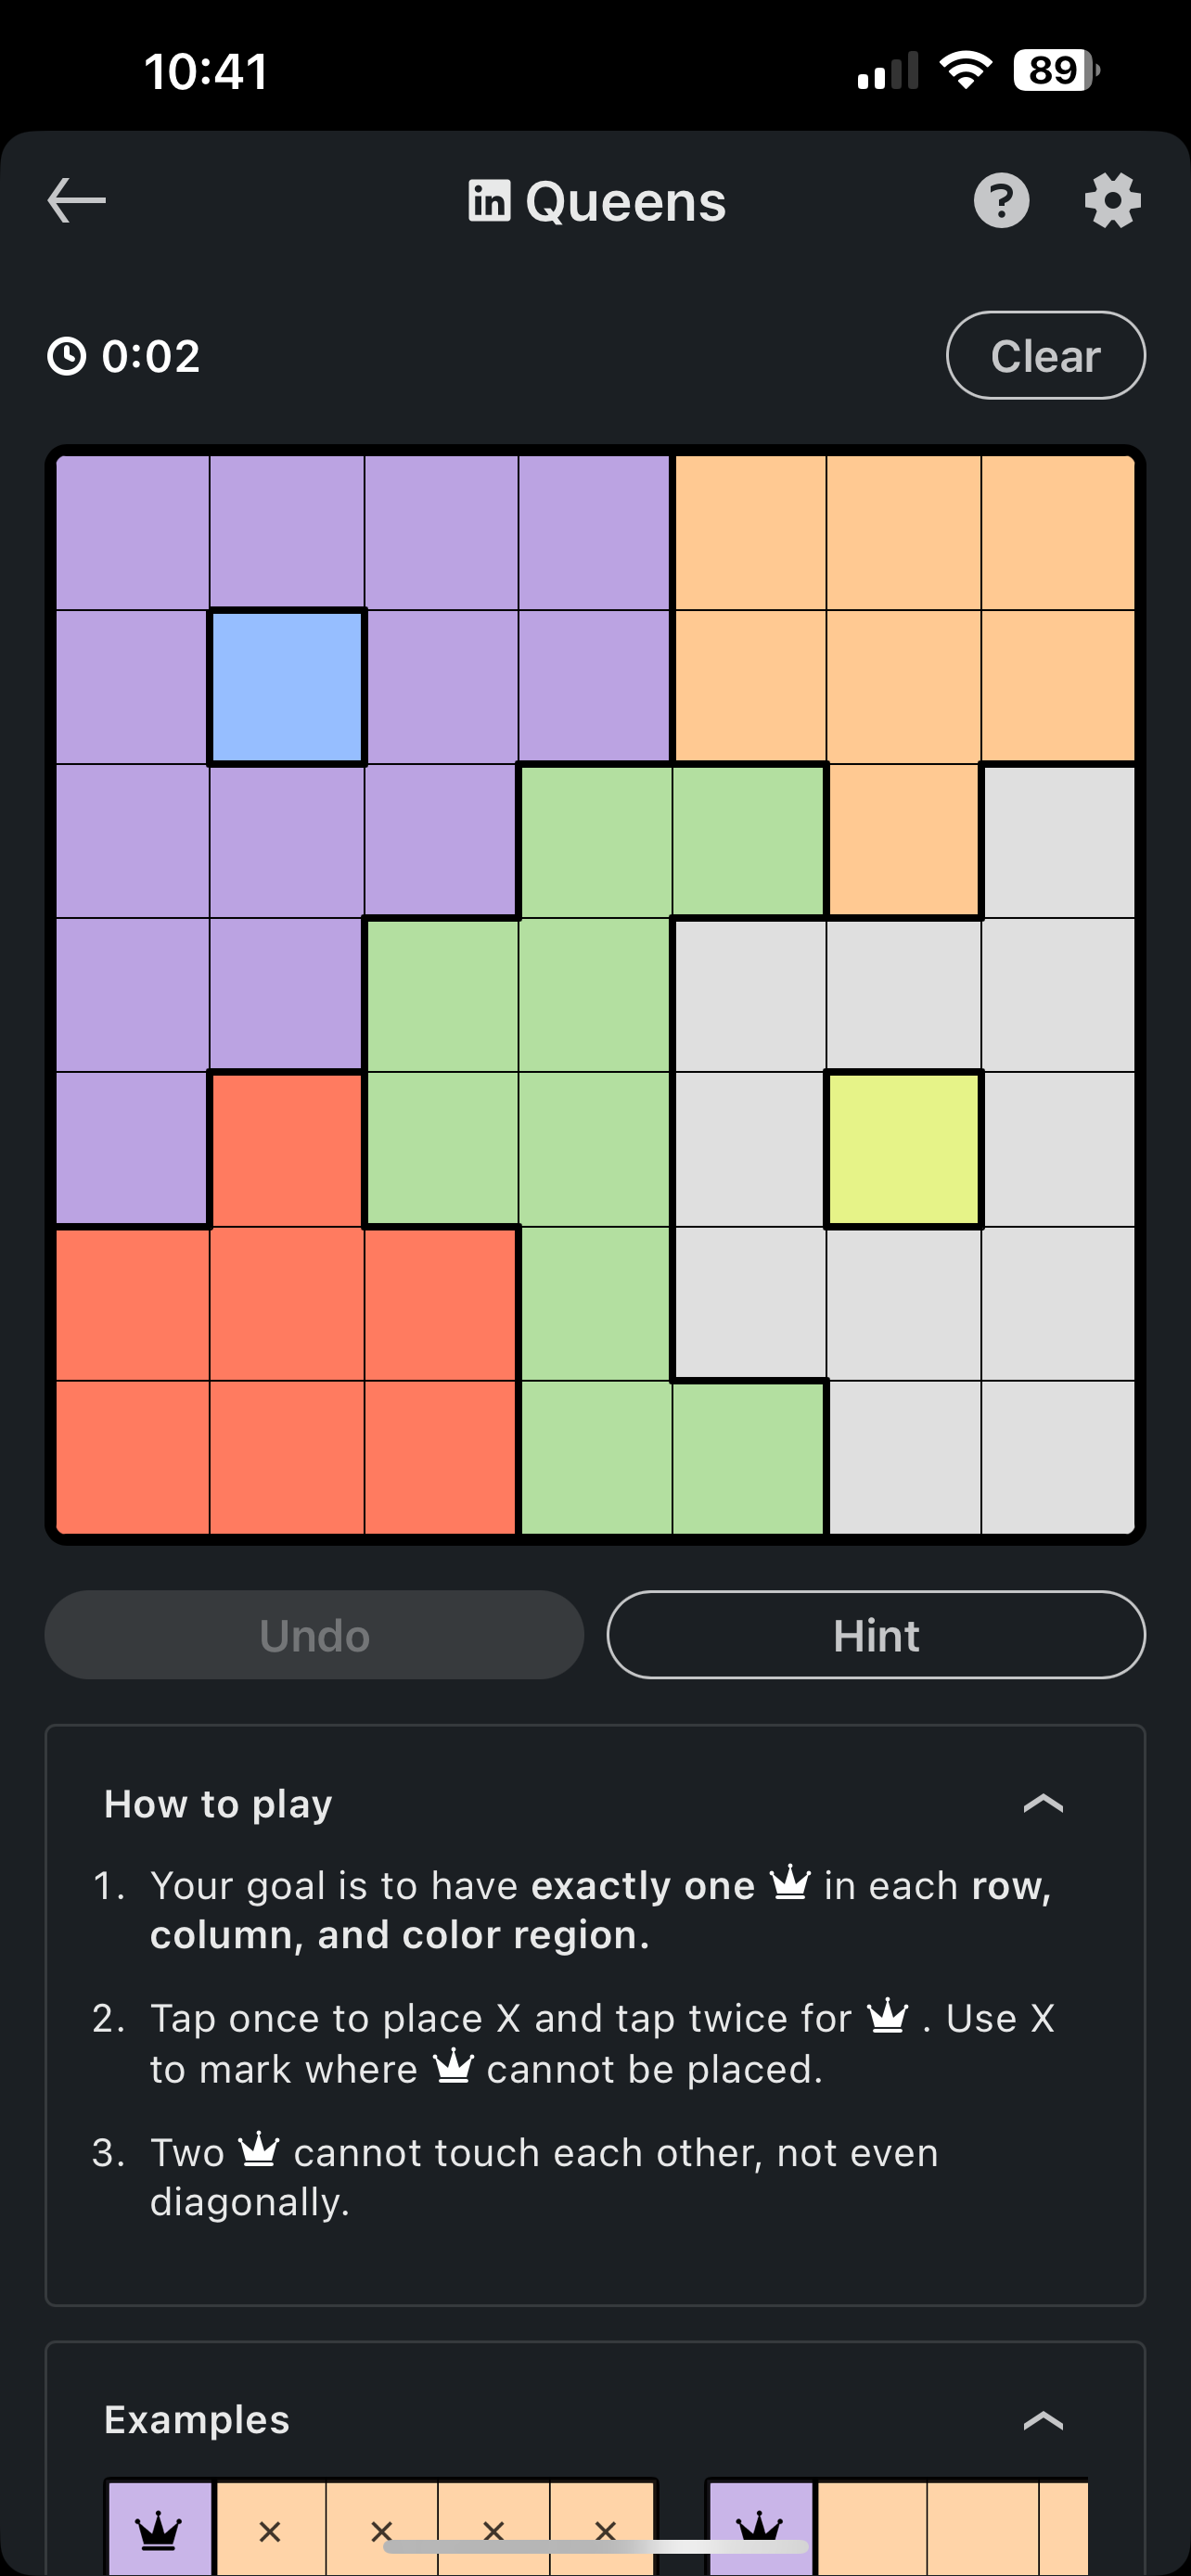 10:41
89
in Queens
?
0:02
Clear
Undo
Hint
How to play
1. Your goal is to have exactly one in each row,
column, and color region.
2. Tap once to place X and tap twice for . Use X
to mark where cannot be placed.
3. Two cannot touch each other, not even
diagonally.
Examples